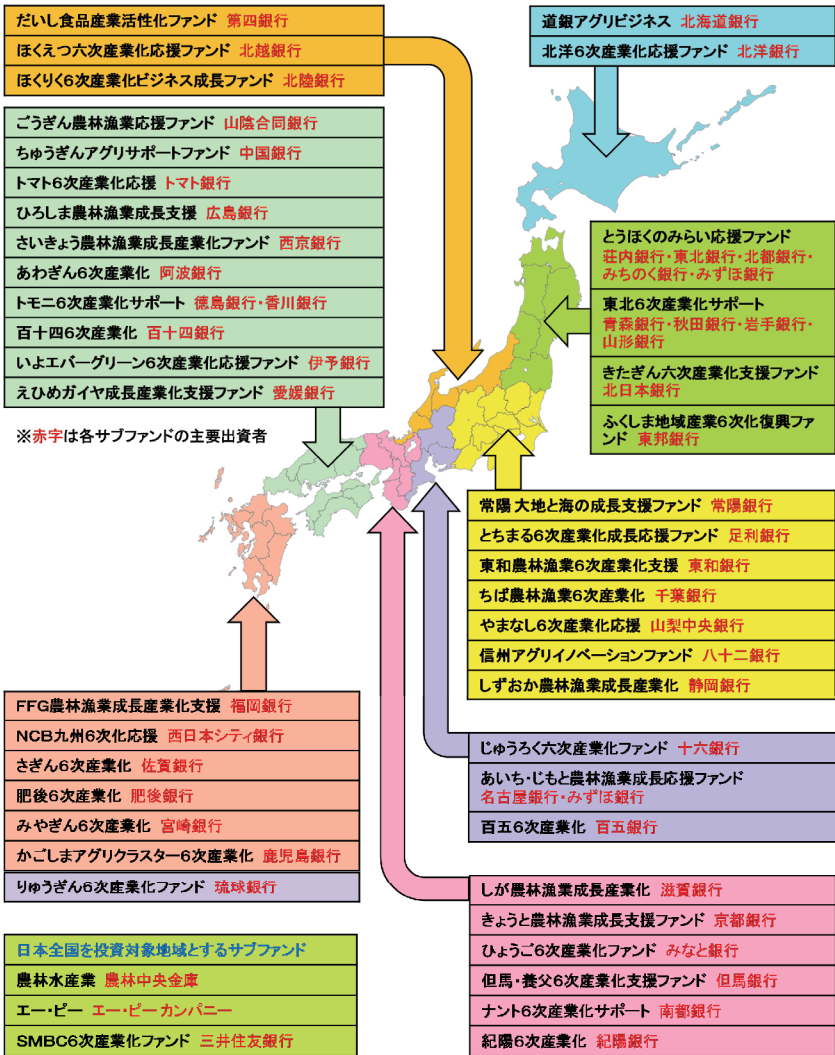 だいし食品産業活性化ファンド 第四銀行
ほくえつ六次産業化応援ファンド 北越銀行
ほくりく6次産業化ビジネス成長ファンド 北陸銀行
道銀アグリビジネス 北海道銀行
北洋6次産業化応援ファンド 北洋銀行
ごうぎん農林漁業応援ファンド 山陰合同銀行
ちゅうぎんアグリサポートファンド 中国銀行
トマト6次産業化応援 トマト銀行
ひろしま農林漁業成長支援 広島銀行
さいきょう農林漁業成長産業化ファンド 西京銀行
あわぎん6次産業化 阿波銀行
トモニ6次産業化サポート 徳島銀行・香川銀行
百十四6次産業化 百十四銀行
いよエバーグリーン6次産業化応援ファンド 伊予銀行
えひめガイヤ成長産業化支援ファンド 愛媛銀行
※赤字は各サブファンドの主要出資者
とうほくのみらい応援ファンド
荘内銀行・東北銀行・北都銀行・
みちのく銀行・みずほ銀行
東北6次産業化サポート
青森銀行・秋田銀行・岩手銀行・
山形銀行
きたぎん六次産業化支援ファンド
北日本銀行
ふくしま地域産業6次化復興ファ
ンド 東邦銀行
常陽 大地と海の成長支援ファンド 常陽銀行
とちまる6次産業化成長応援ファンド 足利銀行
東和農林漁業6次産業化支援 東和銀行
ちば農林漁業6次産業化 千葉銀行
やまなし6次産業化応援 山梨中央銀行
信州アグリイノベーションファンド 八十二銀行
しずおか農林漁業成長産業化 静岡銀行
FFG農林漁業成長産業化支援 福岡銀行
NCB九州6次化応援 西日本シティ銀行
さぎん6次産業化 佐賀銀行
肥後6次産業化 肥後銀行
みやぎん6次産業化 宮崎銀行
かごしまアグリクラスター6次産業化 鹿児島銀行
りゅうぎん6次産業化ファンド 琉球銀行
じゅうろく六次産業化ファンド 十六銀行
あいち・じもと農林漁業成長応援ファンド
名古屋銀行・みずほ銀行
百五6次産業化 百五銀行
しが農林漁業成長産業化 滋賀銀行
きょうと農林漁業成長支援ファンド 京都銀行
ひょうご6次産業化ファンド みなと銀行
但馬・養父6次産業化支援ファンド 但馬銀行
ナント6次産業化サポート 南都銀行
紀陽6次産業化 紀陽銀行
日本全国を投資対象地域とするサブファンド
農林水産業 農林中央金庫
エー・ピー エー・ピーカンパニー
SMBC6次産業化ファンド 三井住友銀行